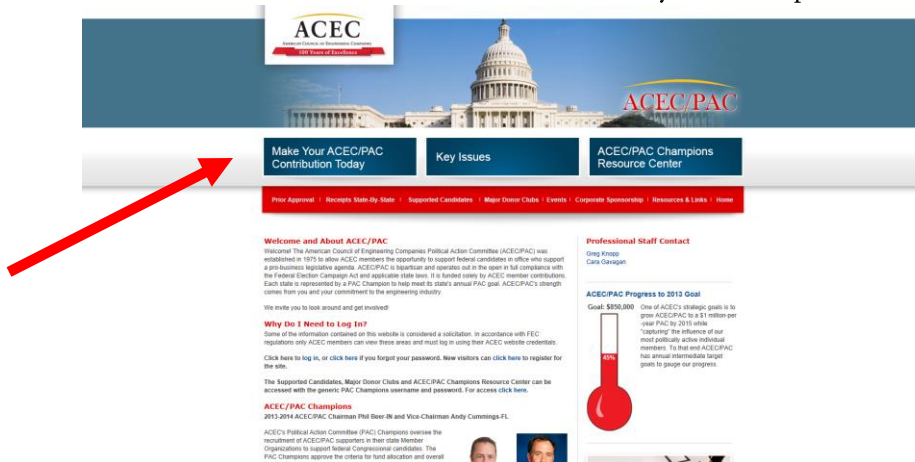 ACEC
AMERICAN COUNCIL OF ENGINEERING COMPANIES
100 Years of Excellence
ACEC/PAC
Make Your ACEC/PAC
Contribution Today
Key Issues
ACEC/PAC Champions
Resource Center
Prior Approval | Receipts State-By-State | Supported Candidates | Major Donor Clubs | Events | Corporate Sponsorship | Resources & Links | Home
Welcome and About ACEC/PAC
Welcome! The American Council of Engineering Companies Political Action Committee (ACEC/PAC) was
established in 1975 to allow ACEC members the opportunity to support federal candidates in office who support
a pro-business legislative agenda. ACEC/PAC is bipartisan and operates out in the open in full compliance with
the Federal Election Campaign Act and applicable state laws. It is funded solely by ACEC member contributions.
Each state is represented by a PAC Champion to help meet its state's annual PAC goal. ACEC/PAC's strength
comes from you and your commitment to the engineering industry.
We invite you to look around and get involved!
Why Do I Need to Log In?
Some of the information contained on this website is considered a solicitation. In accordance with FEC
regulations only ACEC members can view these areas and must log in using their ACEC website credentials.
Click here to log in, or click here if you forgot your password. New visitors can click here to register for
the site.
The Supported Candidates, Major Donor Clubs and ACEC/PAC Champions Resource Center can be
accessed with the generic PAC Champions username and password. For access click here.
ACEC/PAC Champions
2013-2014 ACEC/PAC Chairman Phil Beer-IN and Vice-Chairman Andy Cummings-FL
ACEC's Political Action Committee (PAC) Champions oversee the
recruitment of ACEC/PAC supporters in their state Member
Organizations to support federal Congressional candidates. The
PAC Champions approve the criteria for fund allocation and overall
Professional Staff Contact
Greg Knopp
Cara Gavagan
ACEC/PAC Progress to 2013 Goal
Goal: $850,000
45%
One of ACEC's strategic goals is to
grow ACEC/PAC to a $1 million-per
-year PAC by 2015 while
"capturing" the influence of our
most politically active individual
members. To that end ACEC/PAC
has annual intermediate target
goals to gauge our progress.